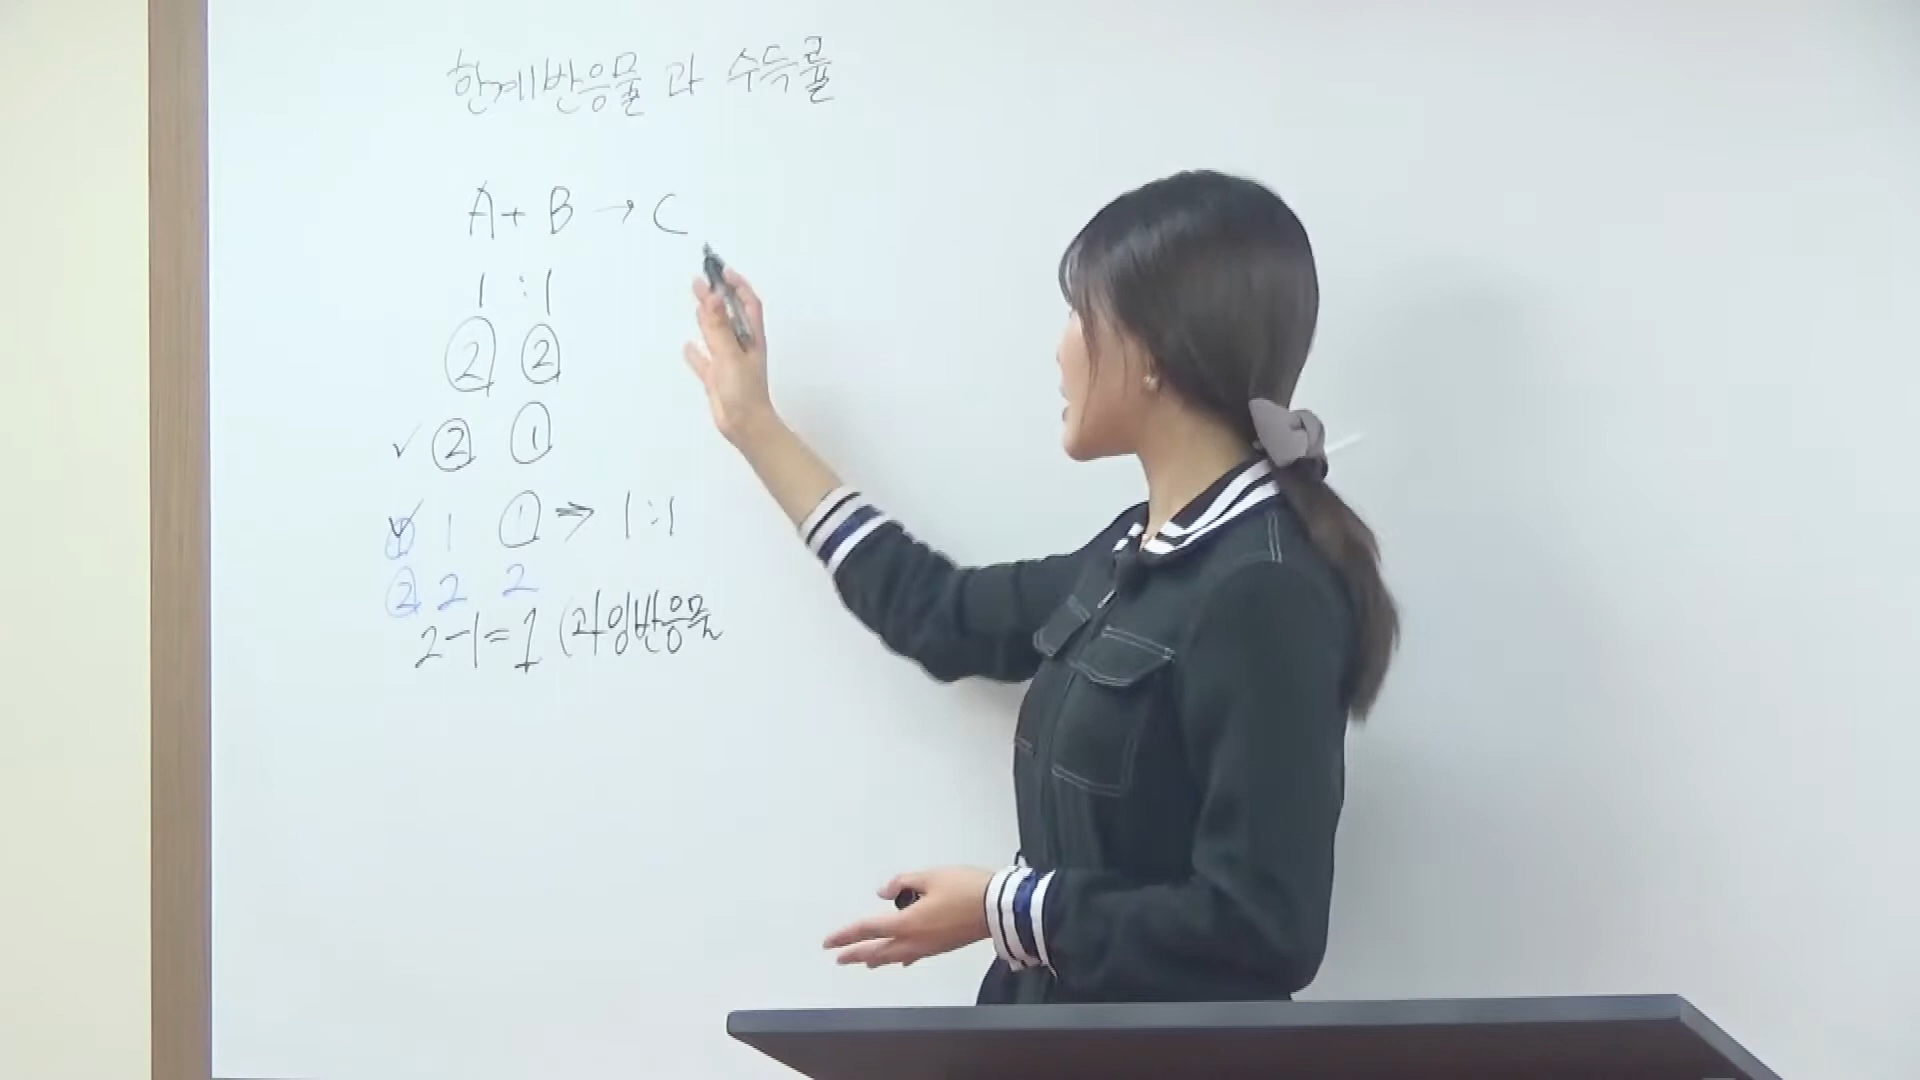 한계반응물과 수득률
A + B → C
1 : 1
② ②
✓ ② ①
① 1 ① ⇒ 1:1
② 2 2
2-1=1 (과잉반응물